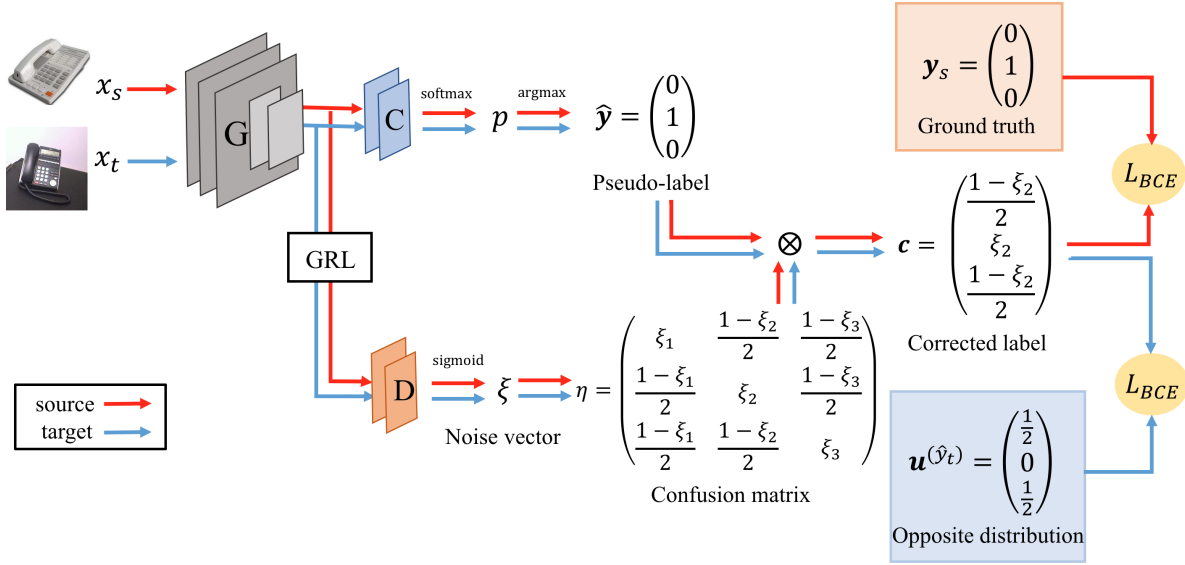 x_s
x_t
G
C
softmax
p
argmax
ŷ = (0 1 0)
Pseudo-label
y_s = (0 1 0)
Ground truth
L_BCE
GRL
⊗
c = ((1 − ξ_2)/2 ξ_2 (1 − ξ_2)/2)
Corrected label
D
sigmoid
ξ
Noise vector
η =
ξ_1 (1 − ξ_2)/2 (1 − ξ_3)/2
(1 − ξ_1)/2 ξ_2 (1 − ξ_3)/2
(1 − ξ_1)/2 (1 − ξ_2)/2 ξ_3
Confusion matrix
L_BCE
u^(ŷ_t) = (1/2 0 1/2)
Opposite distribution
source
target